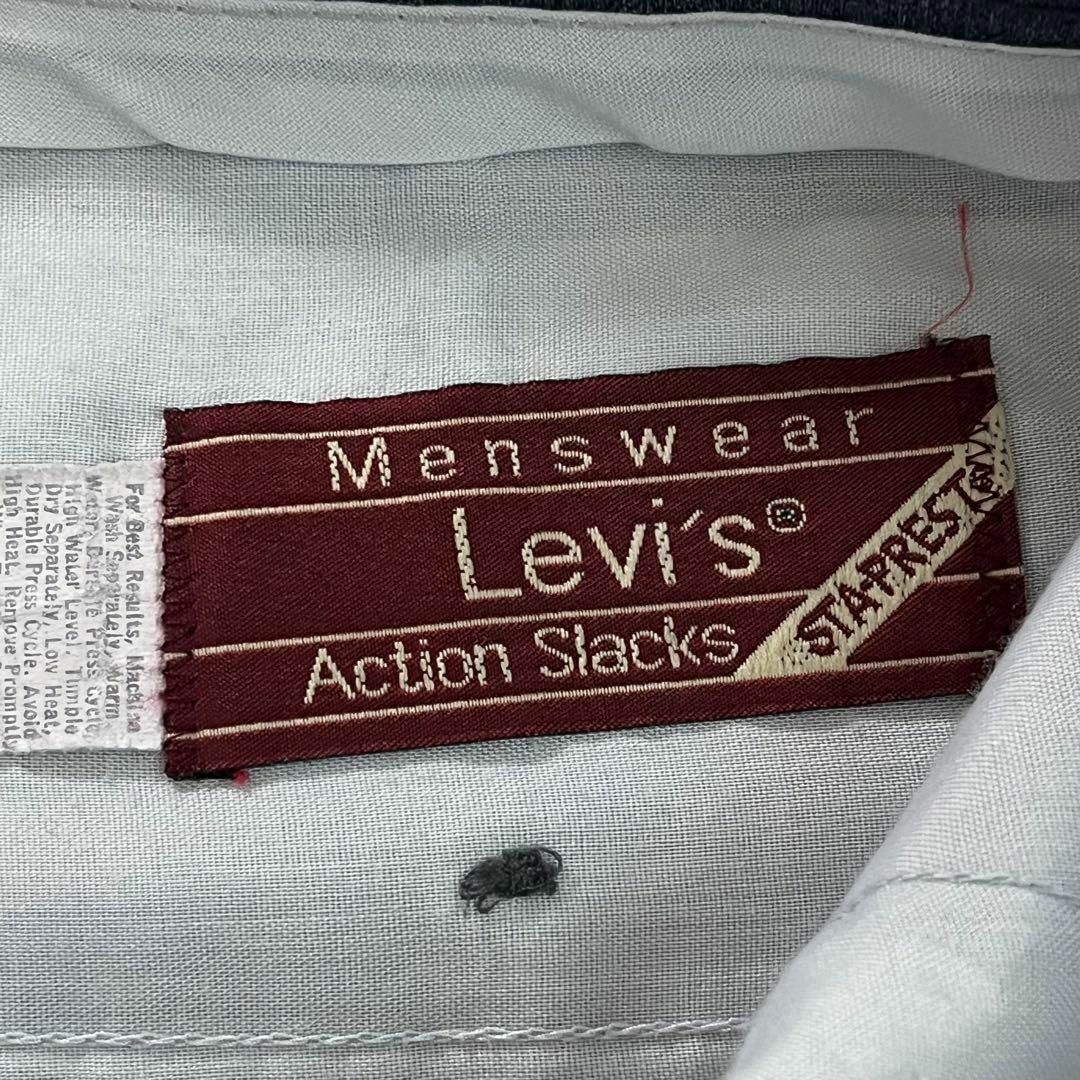 Menswear
Levi's®
Action Slacks
STA-PREST
For Best Results, Machine
Wash Separately, Warm
Water, Durable Press Cycle,
High Water Level, Tumble
Dry Separately, Low Heat,
Durable Press Cycle. Avoid
High Heat, Remove Promptly